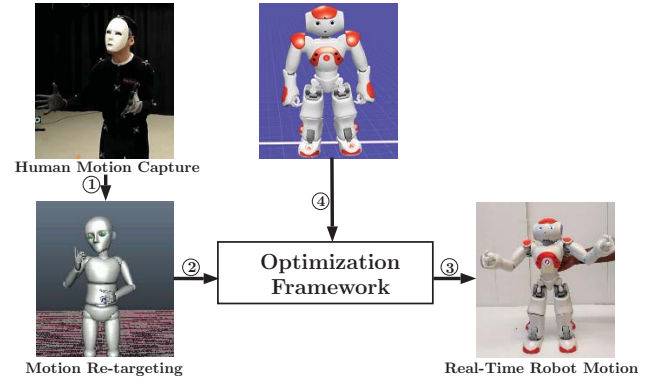 Human Motion Capture
①
④
②
Optimization
Framework
③
Motion Re-targeting
Real-Time Robot Motion